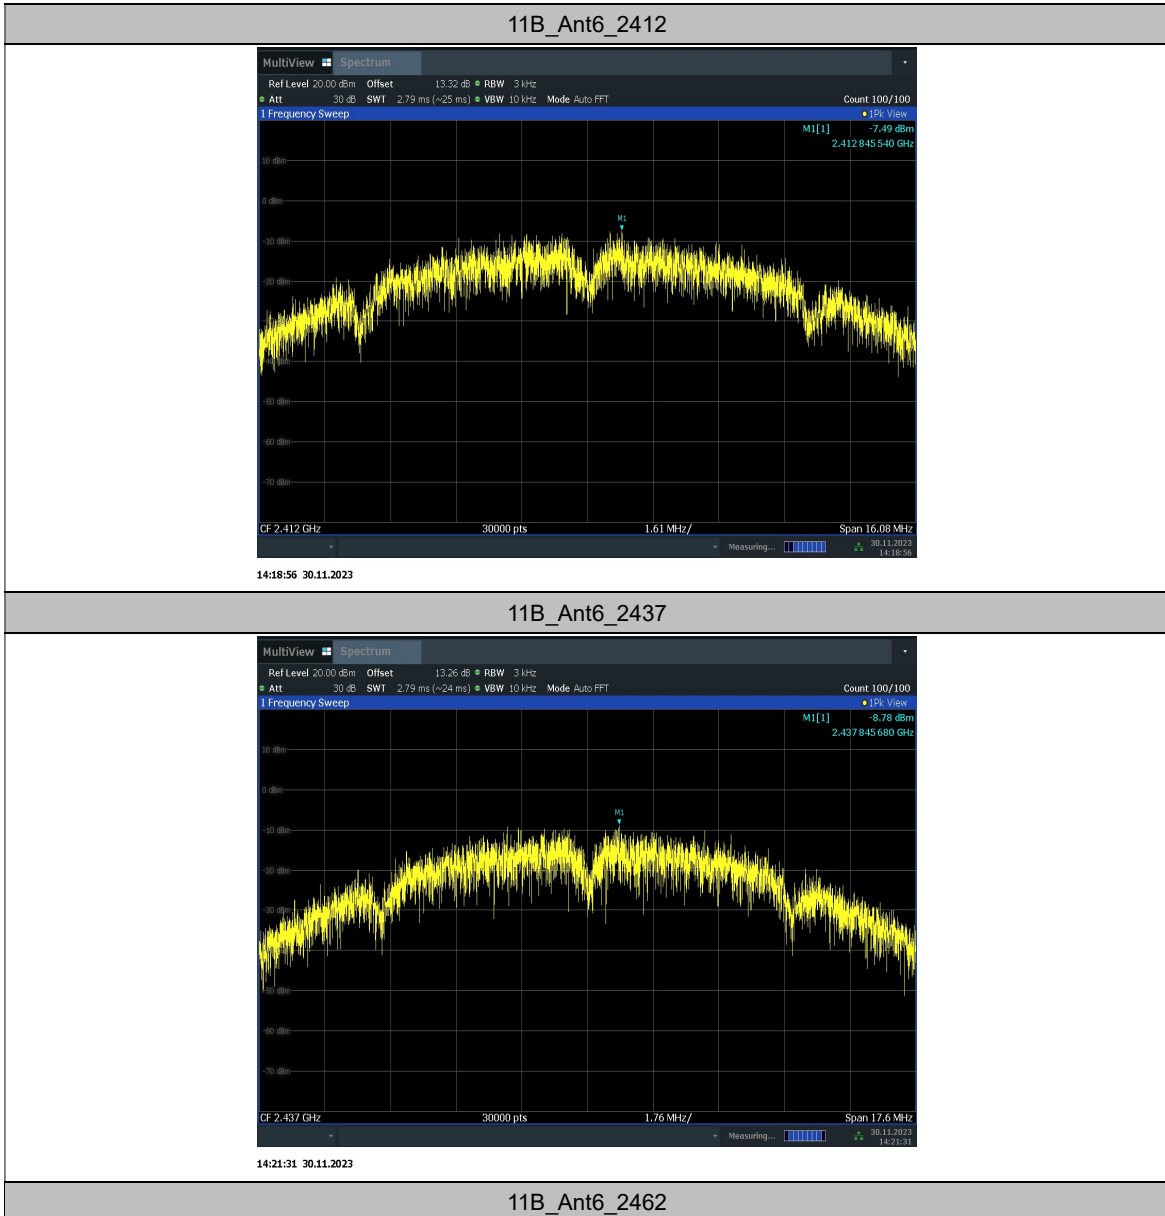 11B_Ant6_2412
MultiView Spectrum
Ref Level 20.00 dBm Offset 13.32 dB RBW 3 kHz
Att 30 dB SWT 2.79 ms (~25 ms) VBW 10 kHz Mode Auto FFT Count 100/100
1 Frequency Sweep 1Pk View
M1[1] -7.49 dBm
2.412 845 540 GHz
10 dBm
0 dBm
M1
-10 dBm
-20 dBm
-50 dBm
-60 dBm
-70 dBm
CF 2.412 GHz 30000 pts 1.61 MHz/ Span 16.08 MHz
Measuring... 30.11.2023
14:18:56
14:18:56 30.11.2023
11B_Ant6_2437
MultiView Spectrum
Ref Level 20.00 dBm Offset 13.26 dB RBW 3 kHz
Att 30 dB SWT 2.79 ms (~24 ms) VBW 10 kHz Mode Auto FFT Count 100/100
1 Frequency Sweep 1Pk View
M1[1] -8.78 dBm
2.437 845 680 GHz
10 dBm
0 dBm
M1
-10 dBm
-20 dBm
-30 dBm
-50 dBm
-60 dBm
-70 dBm
CF 2.437 GHz 30000 pts 1.76 MHz/ Span 17.6 MHz
Measuring... 30.11.2023
14:21:31
14:21:31 30.11.2023
11B_Ant6_2462